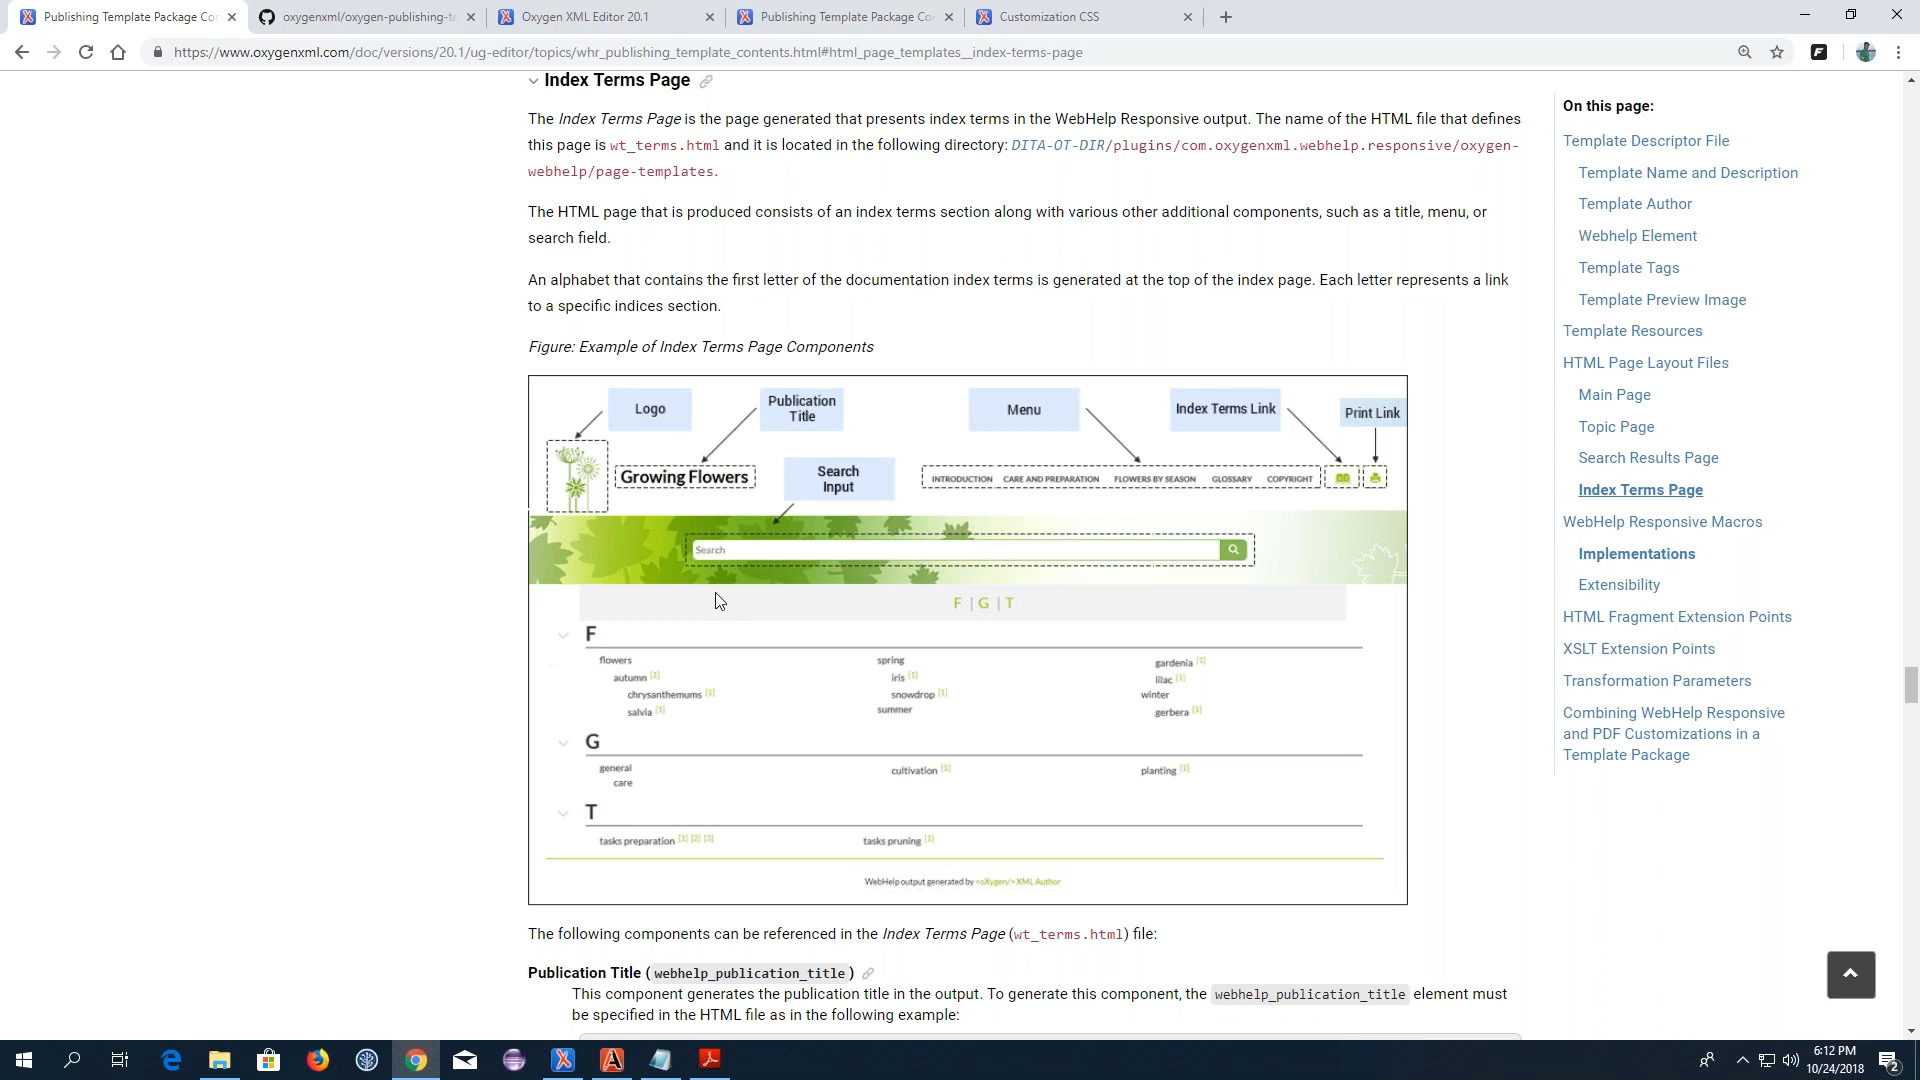 Publishing Template Package Co
oxygenxml/oxygen-publishing-te
Oxygen XML Editor 20.1
Publishing Template Package Co
Customization CSS
https://www.oxygenxml.com/doc/versions/20.1/ug-editor/topics/whr_publishing_template_contents.html#html_page_templates__index-terms-page
Index Terms Page
The Index Terms Page is the page generated that presents index terms in the WebHelp Responsive output. The name of the HTML file that defines
this page is wt_terms.html and it is located in the following directory: DITA-OT-DIR/plugins/com.oxygenxml.webhelp.responsive/oxygen-
webhelp/page-templates.
The HTML page that is produced consists of an index terms section along with various other additional components, such as a title, menu, or
search field.
An alphabet that contains the first letter of the documentation index terms is generated at the top of the index page. Each letter represents a link
to a specific indices section.
Figure: Example of Index Terms Page Components
Logo
Publication
Title
Menu
Index Terms Link
Print Link
Search
Input
Growing Flowers
INTRODUCTION CARE AND PREPARATION FLOWERS BY SEASON GLOSSARY COPYRIGHT
Search
F | G | T
F
flowers
autumn [1]
chrysanthemums [1]
salvia [1]
spring
iris [1]
snowdrop [1]
summer
gardenia [1]
lilac [1]
winter
gerbera [1]
G
general
care
cultivation [1]
planting [1]
T
tasks preparation [1] [2] [3]
tasks pruning [1]
WebHelp output generated by <oXygen/> XML Author
The following components can be referenced in the Index Terms Page (wt_terms.html) file:
Publication Title (webhelp_publication_title)
This component generates the publication title in the output. To generate this component, the webhelp_publication_title element must
be specified in the HTML file as in the following example:
On this page:
Template Descriptor File
Template Name and Description
Template Author
Webhelp Element
Template Tags
Template Preview Image
Template Resources
HTML Page Layout Files
Main Page
Topic Page
Search Results Page
Index Terms Page
WebHelp Responsive Macros
Implementations
Extensibility
HTML Fragment Extension Points
XSLT Extension Points
Transformation Parameters
Combining WebHelp Responsive
and PDF Customizations in a
Template Package
6:12 PM
10/24/2018
2